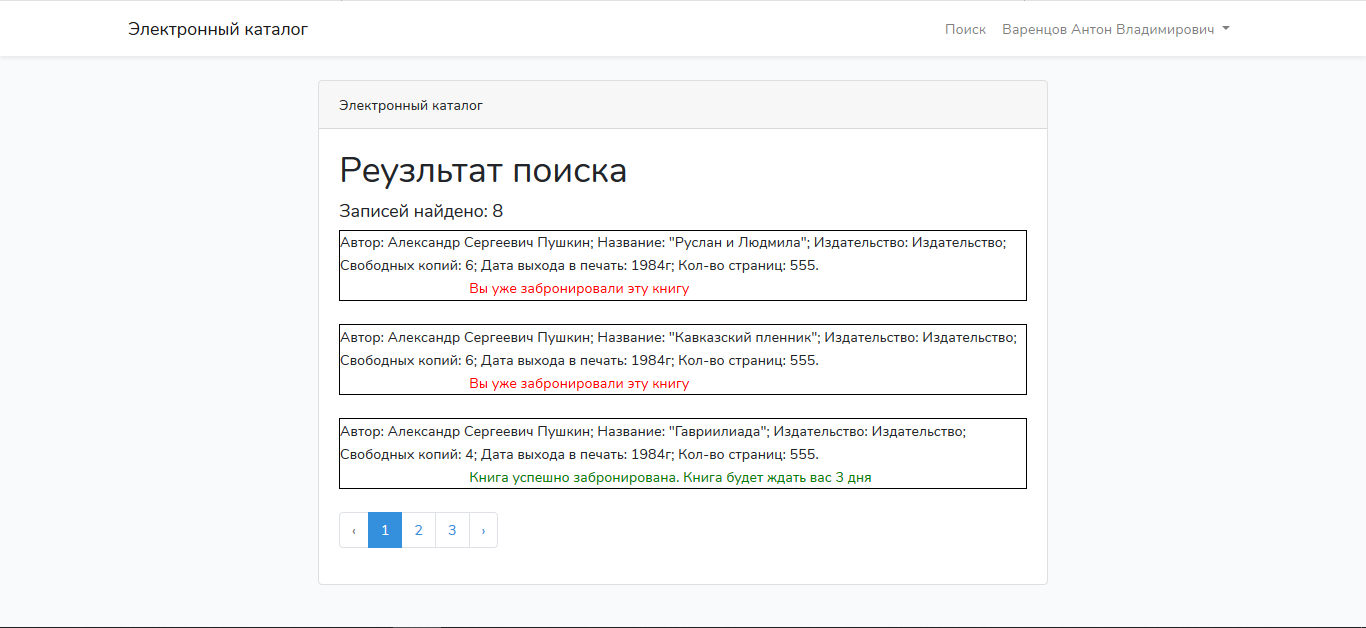 Электронный каталог
Поиск Варенцов Антон Владимирович
Электронный каталог
Реузльтат поиска
Записей найдено: 8
Автор: Александр Сергеевич Пушкин; Название: "Руслан и Людмила"; Издательство: Издательство;
Свободных копий: 6; Дата выхода в печать: 1984г; Кол-во страниц: 555.
Вы уже забронировали эту книгу
Автор: Александр Сергеевич Пушкин; Название: "Кавказский пленник"; Издательство: Издательство;
Свободных копий: 6; Дата выхода в печать: 1984г; Кол-во страниц: 555.
Вы уже забронировали эту книгу
Автор: Александр Сергеевич Пушкин; Название: "Гавриилиада"; Издательство: Издательство;
Свободных копий: 4; Дата выхода в печать: 1984г; Кол-во страниц: 555.
Книга успешно забронирована. Книга будет ждать вас 3 дня
‹ 1 2 3 ›